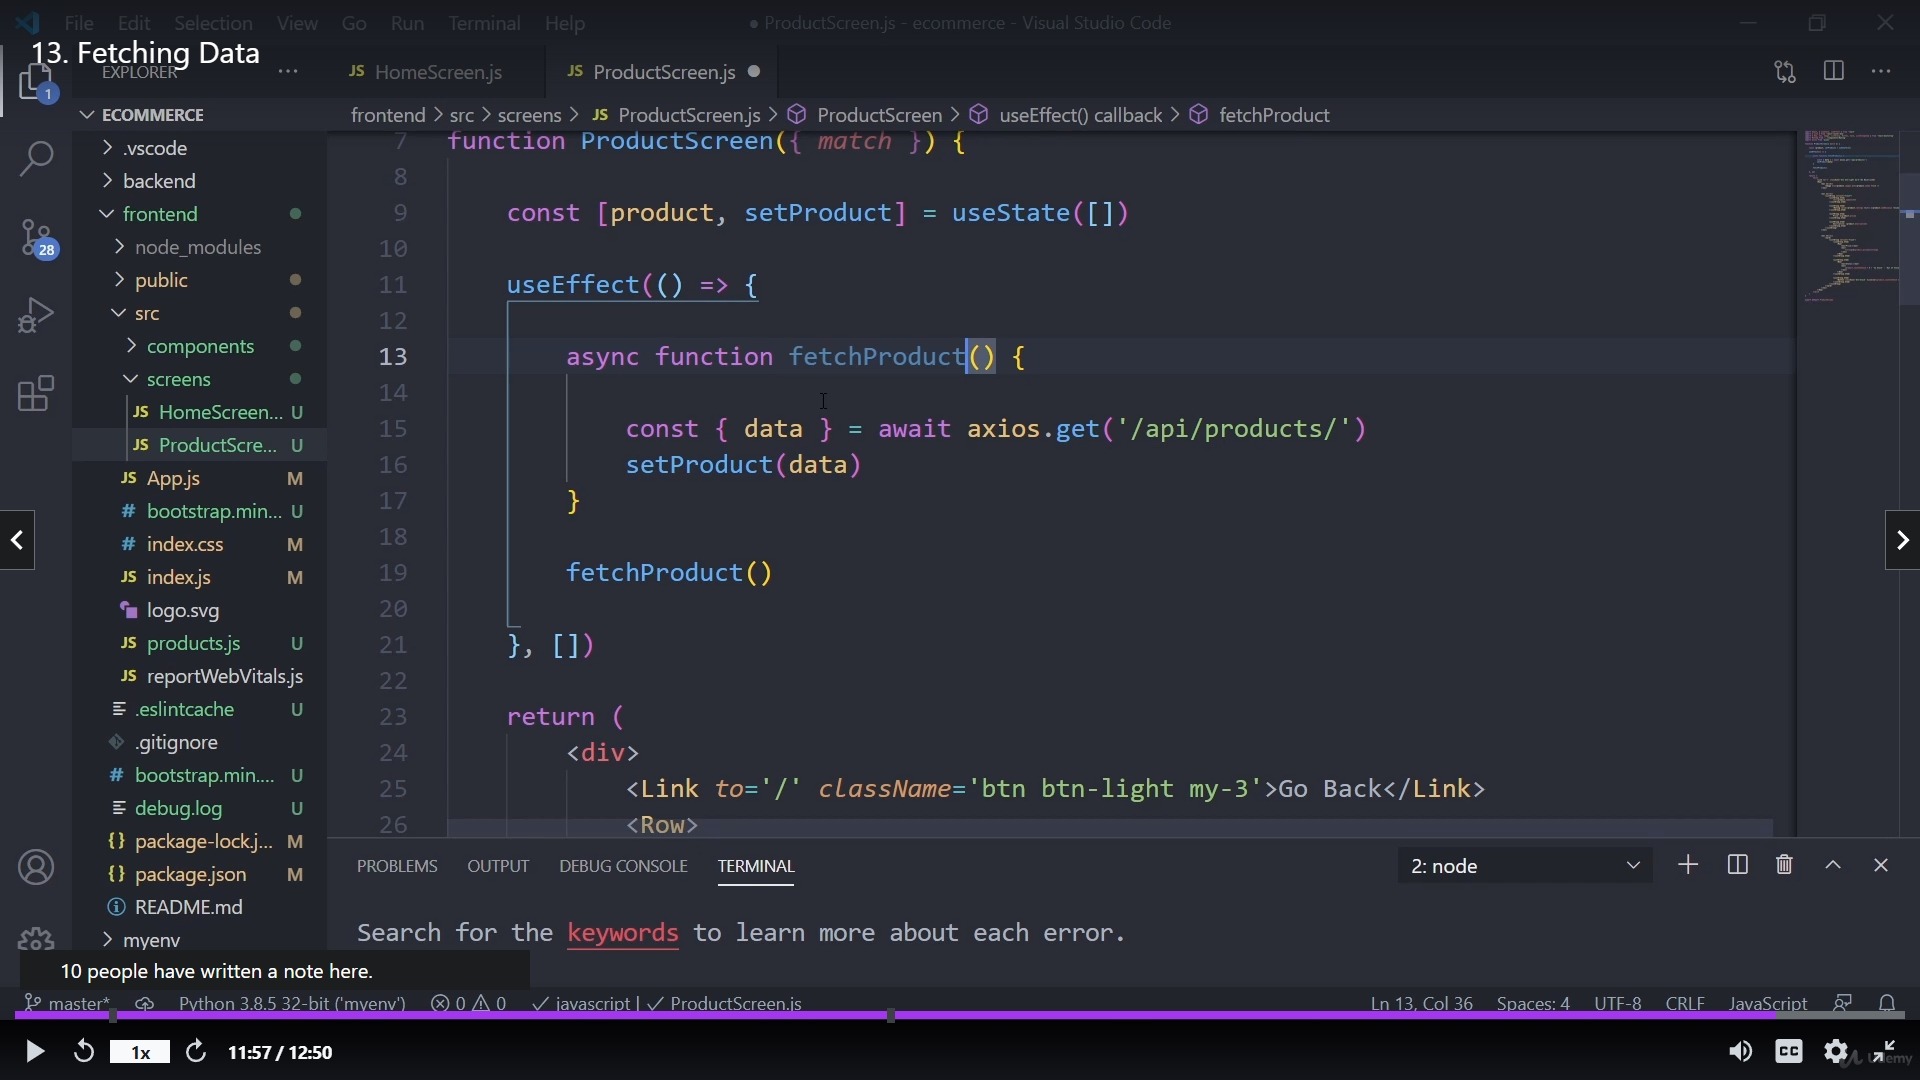 File Edit Selection View Go Run Terminal Help
● ProductScreen.js - ecommerce - Visual Studio Code
13. Fetching Data
EXPLORER ···
JS HomeScreen.js
JS ProductScreen.js ●
1
ECOMMERCE
frontend > src > screens > JS ProductScreen.js > ProductScreen > useEffect() callback > fetchProduct
.vscode
backend
frontend
node_modules
public
src
components
screens
JS HomeScreen... U
JS ProductScre... U
JS App.js M
# bootstrap.min... U
# index.css M
JS index.js M
logo.svg
JS products.js U
JS reportWebVitals.js
.eslintcache U
.gitignore
# bootstrap.min.... U
debug.log U
{} package-lock.j... M
{} package.json M
README.md
myenv
28
7 function ProductScreen({ match }) {
8
9 const [product, setProduct] = useState([])
10
11 useEffect(() => {
12
13 async function fetchProduct() {
14
15 const { data } = await axios.get('/api/products/')
16 setProduct(data)
17 }
18
19 fetchProduct()
20
21 }, [])
22
23 return (
24 <div>
25 <Link to='/' className='btn btn-light my-3'>Go Back</Link>
26 <Row>
PROBLEMS OUTPUT DEBUG CONSOLE TERMINAL
2: node
Search for the keywords to learn more about each error.
10 people have written a note here.
master* Python 3.8.5 32-bit ('myenv') 0 0 javascript | ProductScreen.js
Ln 13, Col 36 Spaces: 4 UTF-8 CRLF JavaScript
1x 11:57 / 12:50
CC
Udemy